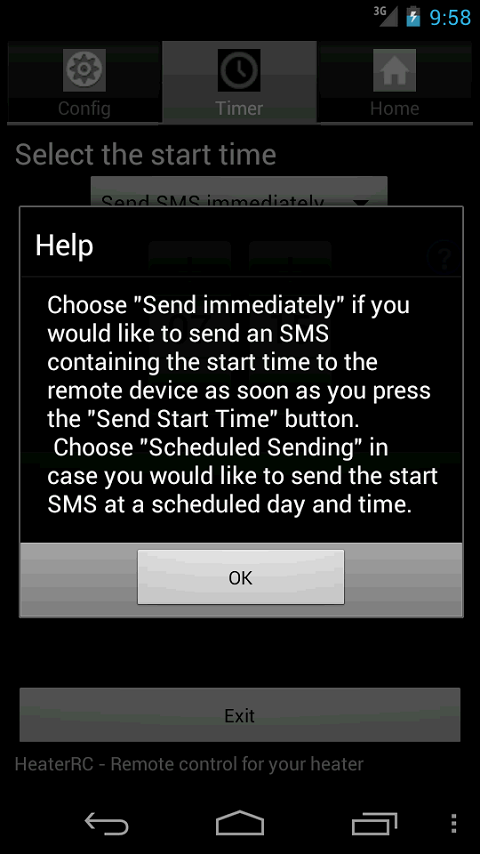 3G 9:58
Config Timer Home
Select the start time
Send SMS immediately
Help
?
Choose "Send immediately" if you
would like to send an SMS
containing the start time to the
remote device as soon as you press
the "Send Start Time" button.
Choose "Scheduled Sending" in
case you would like to send the start
SMS at a scheduled day and time.
OK
Exit
HeaterRC - Remote control for your heater